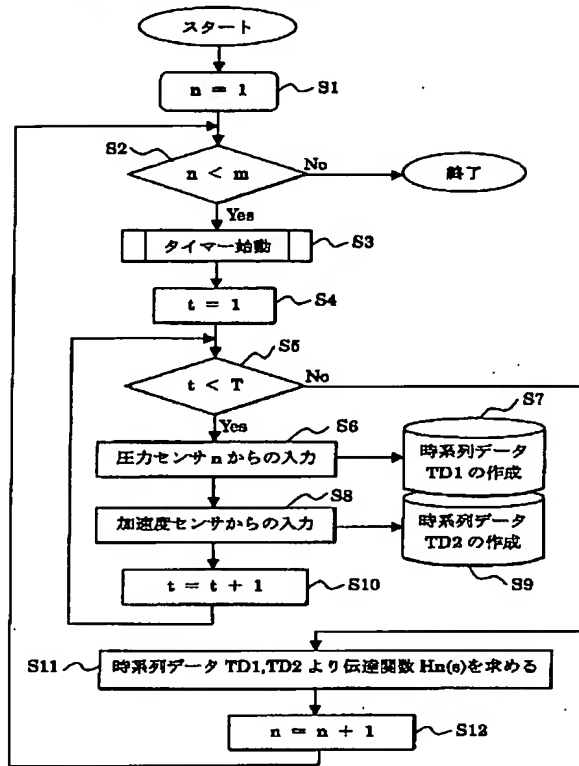 スタート
n = 1
S1
S2
n < m
No
終了
Yes
タイマー始動
S3
t = 1
S4
S5
t < T
No
Yes
S6
S7
圧力センサ n からの入力
時系列データ
TD1 の作成
S8
加速度センサからの入力
時系列データ
TD2 の作成
S9
t = t + 1
S10
S11
時系列データ TD1,TD2 より伝達関数 Hn(s)を求める
n = n + 1
S12